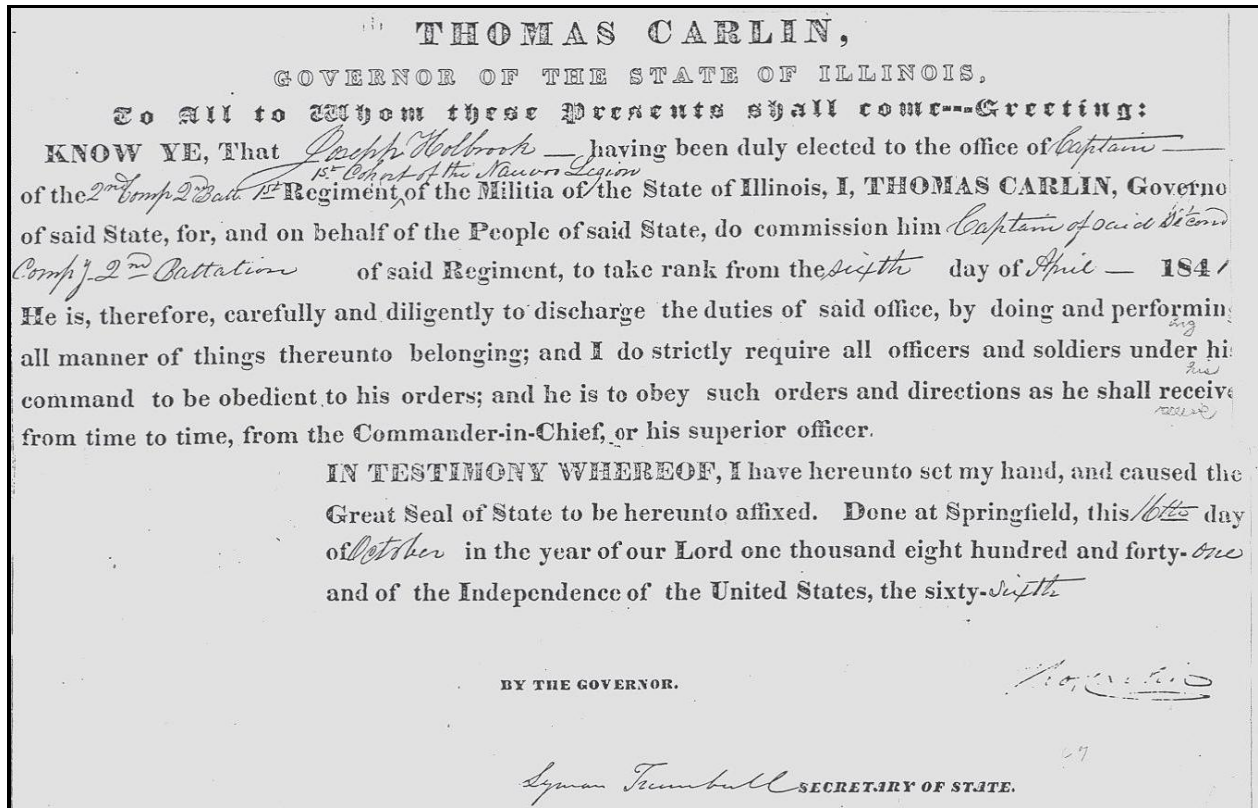 THOMAS CARLIN,
GOVERNOR OF THE STATE OF ILLINOIS,
To All to Whom these Presents shall come---Greeting:
KNOW YE, That Joseph Holbrook — having been duly elected to the office of Captain —
1st Cohort of the Nauvoo Legion
of the 2nd Comp 2nd Batt. 1st Regiment of the Militia of the State of Illinois, I, THOMAS CARLIN, Governo
of said State, for, and on behalf of the People of said State, do commission him Captain of said Second
Compy 2nd Battalion of said Regiment, to take rank from the sixth day of April — 1841
He is, therefore, carefully and diligently to discharge the duties of said office, by doing and performin
ing
all manner of things thereunto belonging; and I do strictly require all officers and soldiers under hi
his
command to be obedient to his orders; and he is to obey such orders and directions as he shall receive
receive
from time to time, from the Commander-in-Chief, or his superior officer.
IN TESTIMONY WHEREOF, I have hereunto set my hand, and caused the
Great Seal of State to be hereunto affixed. Done at Springfield, this 16th day
of October in the year of our Lord one thousand eight hundred and forty-one
and of the Independence of the United States, the sixty-sixth
BY THE GOVERNOR.
Lyman Trumbull SECRETARY OF STATE.